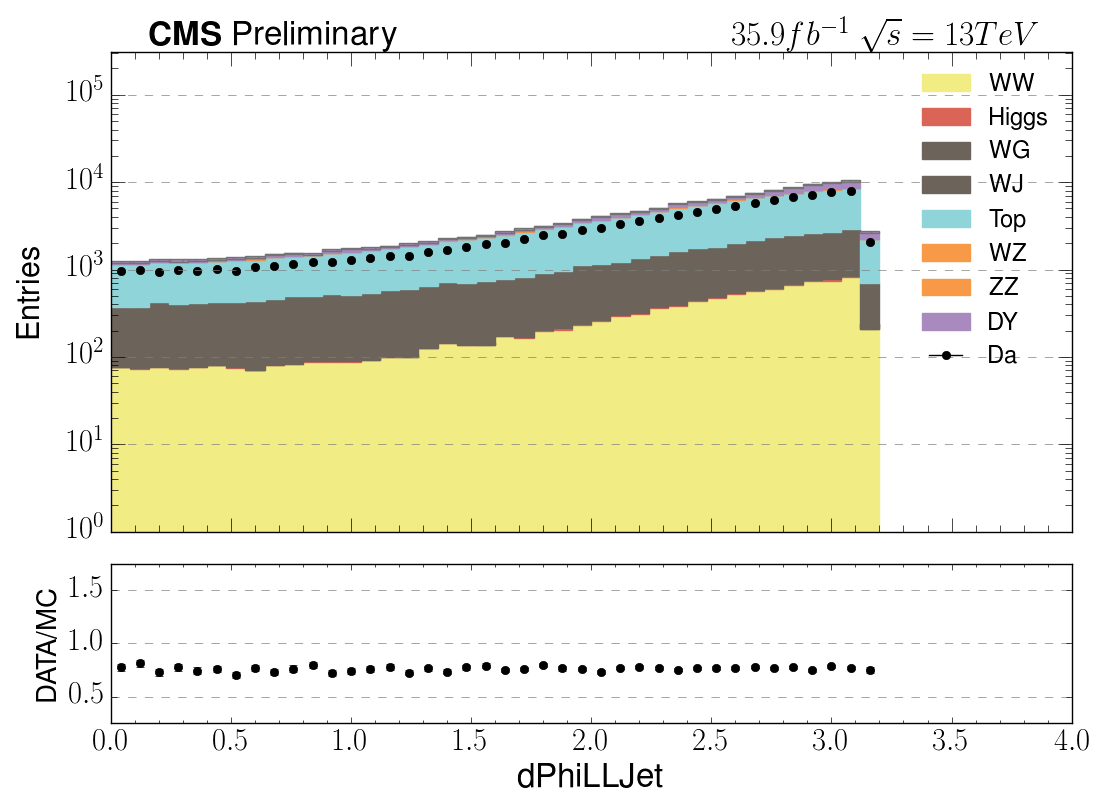 CMS Preliminary
35.9fb⁻¹ √s = 13TeV
Entries
10⁵
10⁴
10³
10²
10¹
10⁰
WW
Higgs
WG
WJ
Top
WZ
ZZ
DY
Da
DATA/MC
1.5
1.0
0.5
0.0 0.5 1.0 1.5 2.0 2.5 3.0 3.5 4.0
dPhiLLJet